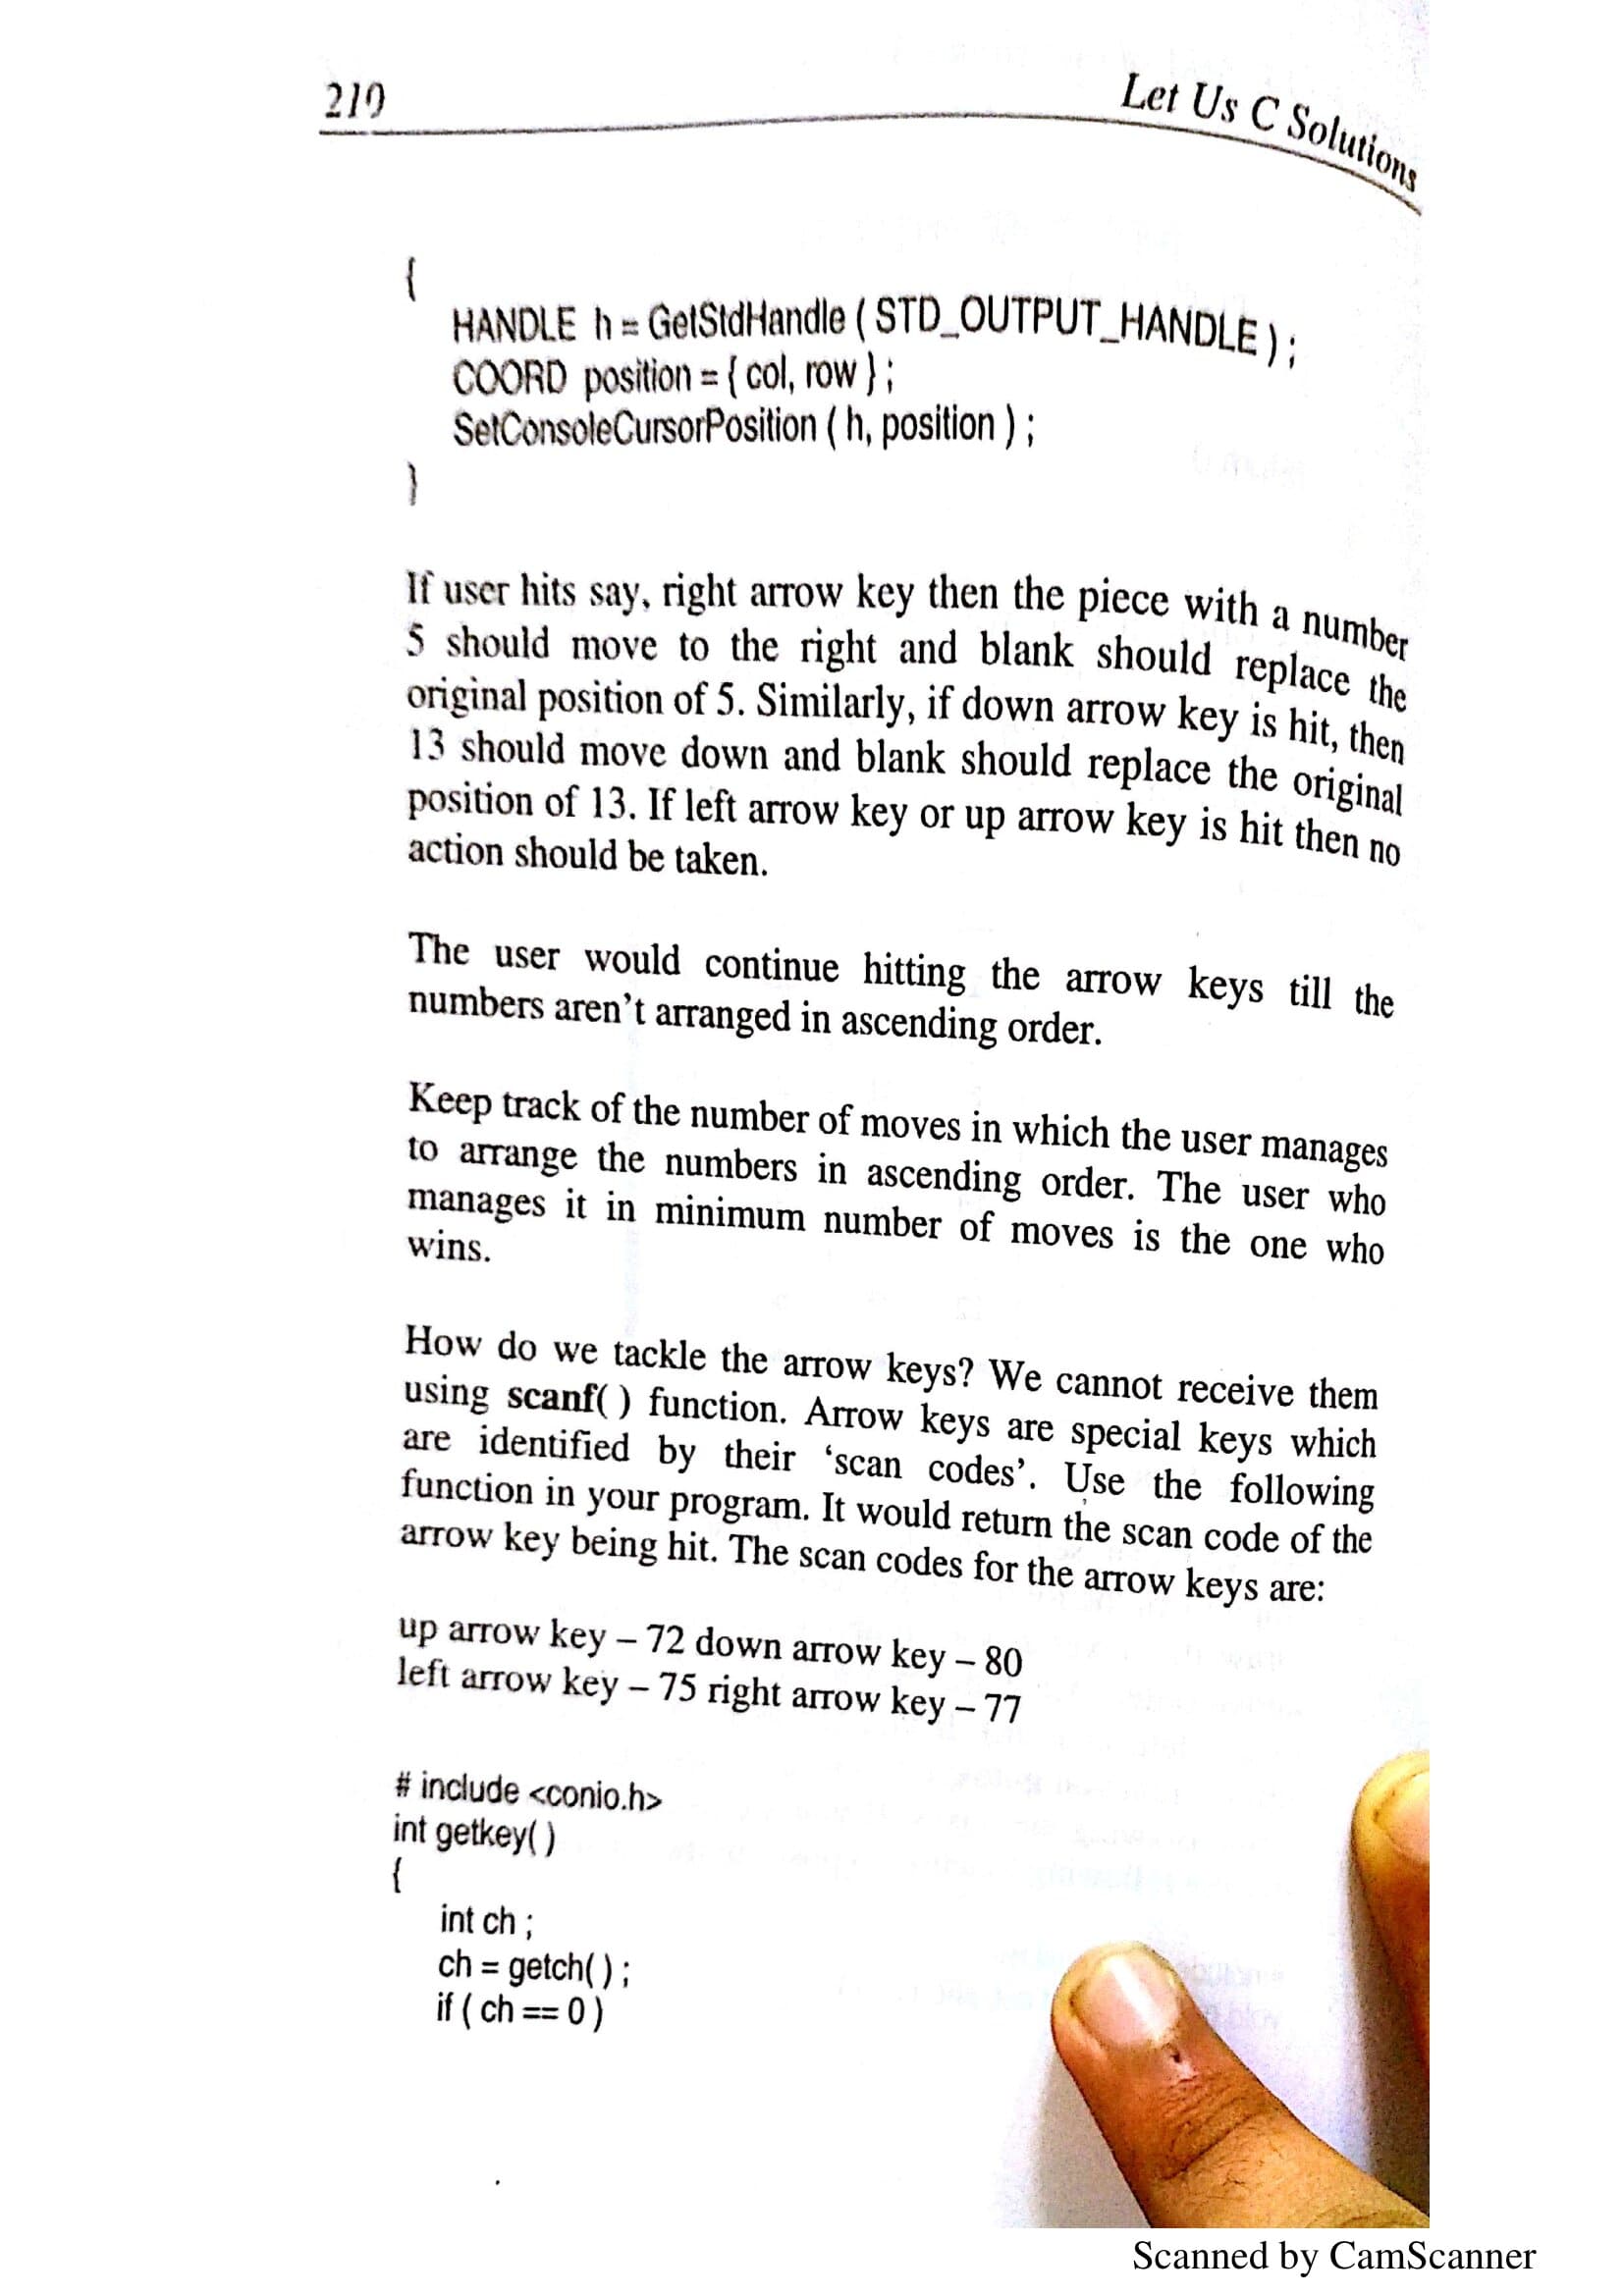 210
Let Us C Solutions
{
HANDLE h = GetStdHandle ( STD_OUTPUT_HANDLE ) ;
COORD position = { col, row } ;
SetConsoleCursorPosition ( h, position ) ;
}
If user hits say, right arrow key then the piece with a number
5 should move to the right and blank should replace the
original position of 5. Similarly, if down arrow key is hit, then
13 should move down and blank should replace the original
position of 13. If left arrow key or up arrow key is hit then no
action should be taken.
The user would continue hitting the arrow keys till the
numbers aren't arranged in ascending order.
Keep track of the number of moves in which the user manages
to arrange the numbers in ascending order. The user who
manages it in minimum number of moves is the one who
wins.
How do we tackle the arrow keys? We cannot receive them
using scanf( ) function. Arrow keys are special keys which
are identified by their 'scan codes'. Use the following
function in your program. It would return the scan code of the
arrow key being hit. The scan codes for the arrow keys are:
up arrow key – 72 down arrow key – 80
left arrow key – 75 right arrow key – 77
# include <conio.h>
int getkey( )
{
int ch ;
ch = getch( ) ;
if ( ch == 0 )
Scanned by CamScanner